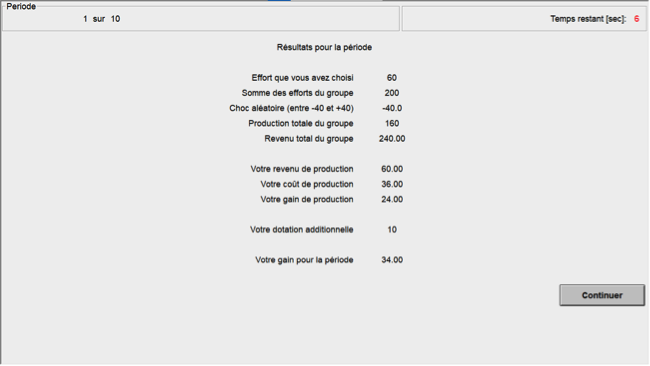 Periode
1 sur 10
Temps restant [sec]: 6
Résultats pour la période
Effort que vous avez choisi 60
Somme des efforts du groupe 200
Choc aléatoire (entre -40 et +40) -40.0
Production totale du groupe 160
Revenu total du groupe 240.00
Votre revenu de production 60.00
Votre coût de production 36.00
Votre gain de production 24.00
Votre dotation additionnelle 10
Votre gain pour la période 34.00
Continuer